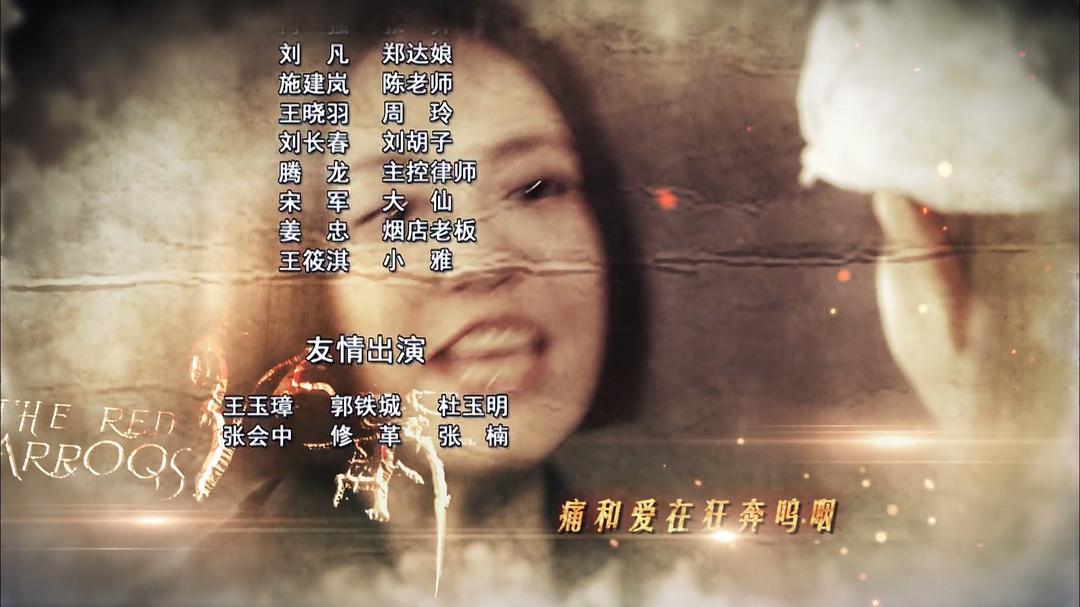 刘　凡　郑达娘
施建岚　陈老师
王晓羽　周　玲
刘长春　刘胡子
腾　龙　主控律师
宋　军　大　仙
姜　忠　烟店老板
王筱淇　小　雅
友情出演
王玉璋　郭铁城　杜玉明
张会中　修　革　张　楠
THE RED
ARROQS
痛和爱在狂奔呜咽